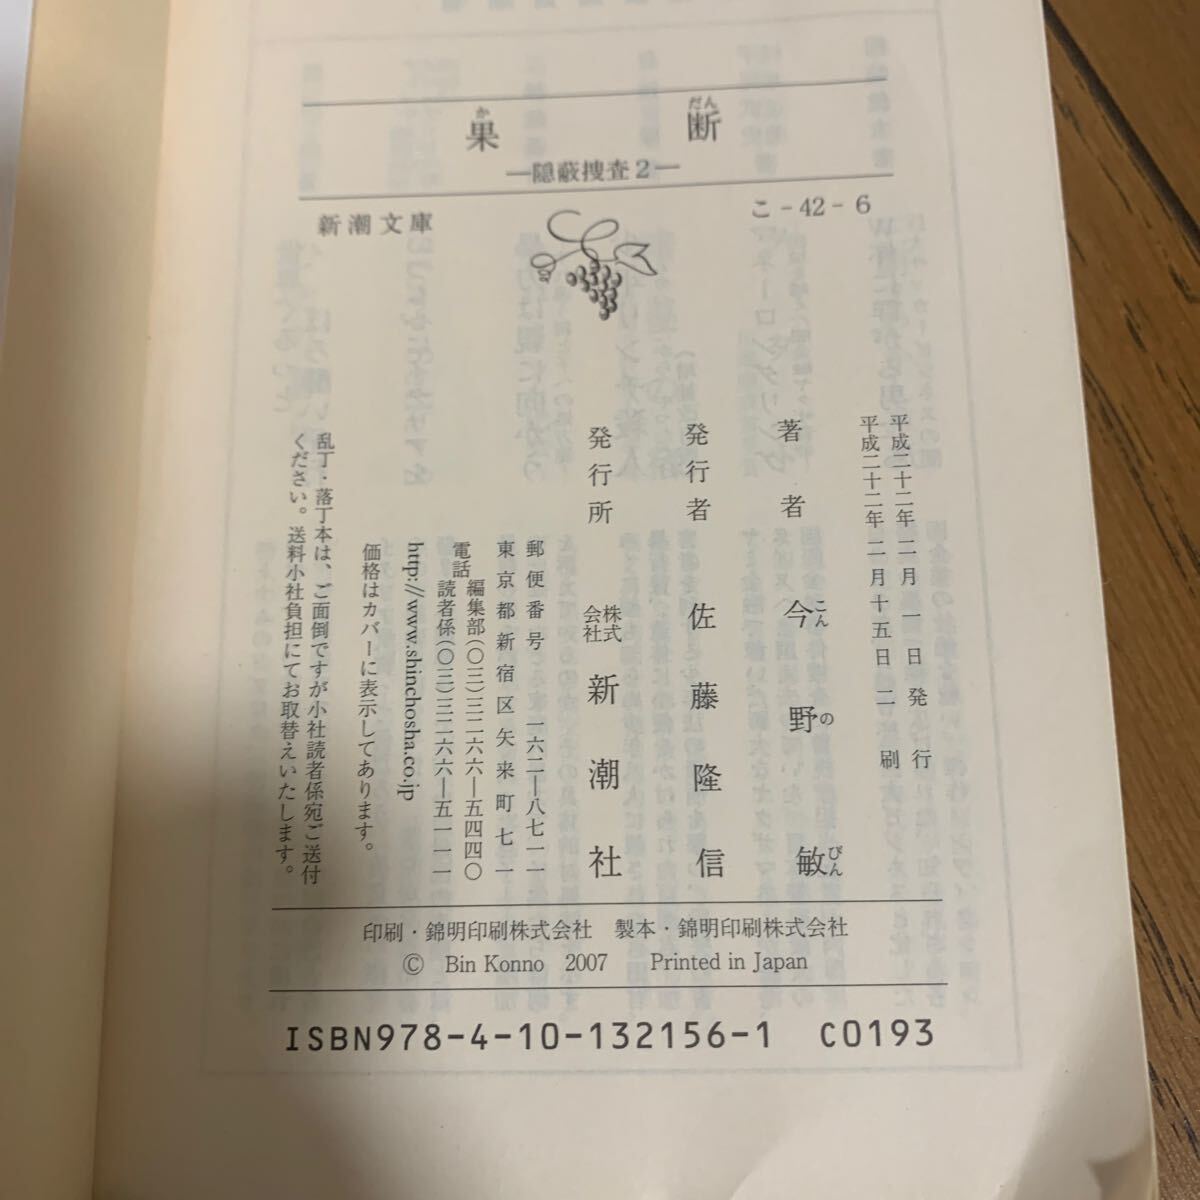 果断
かだん
―隠蔽捜査2―
新潮文庫
こ-42-6
平成二十二年二月一日発行
平成二十二年二月十五日二刷
著者 今野敏
こんのびん
発行者 佐藤隆信
発行所 株式会社 新潮社
郵便番号 一六二―八七一一
東京都新宿区矢来町七一
電話 編集部(〇三)三二六六―五四四〇
読者係(〇三)三二六六―五一一一
http://www.shinchosha.co.jp
価格はカバーに表示してあります。
乱丁・落丁本は、ご面倒ですが小社読者係宛ご送付
ください。送料小社負担にてお取替えいたします。
印刷・錦明印刷株式会社 製本・錦明印刷株式会社
© Bin Konno 2007 Printed in Japan
ISBN978-4-10-132156-1 C0193